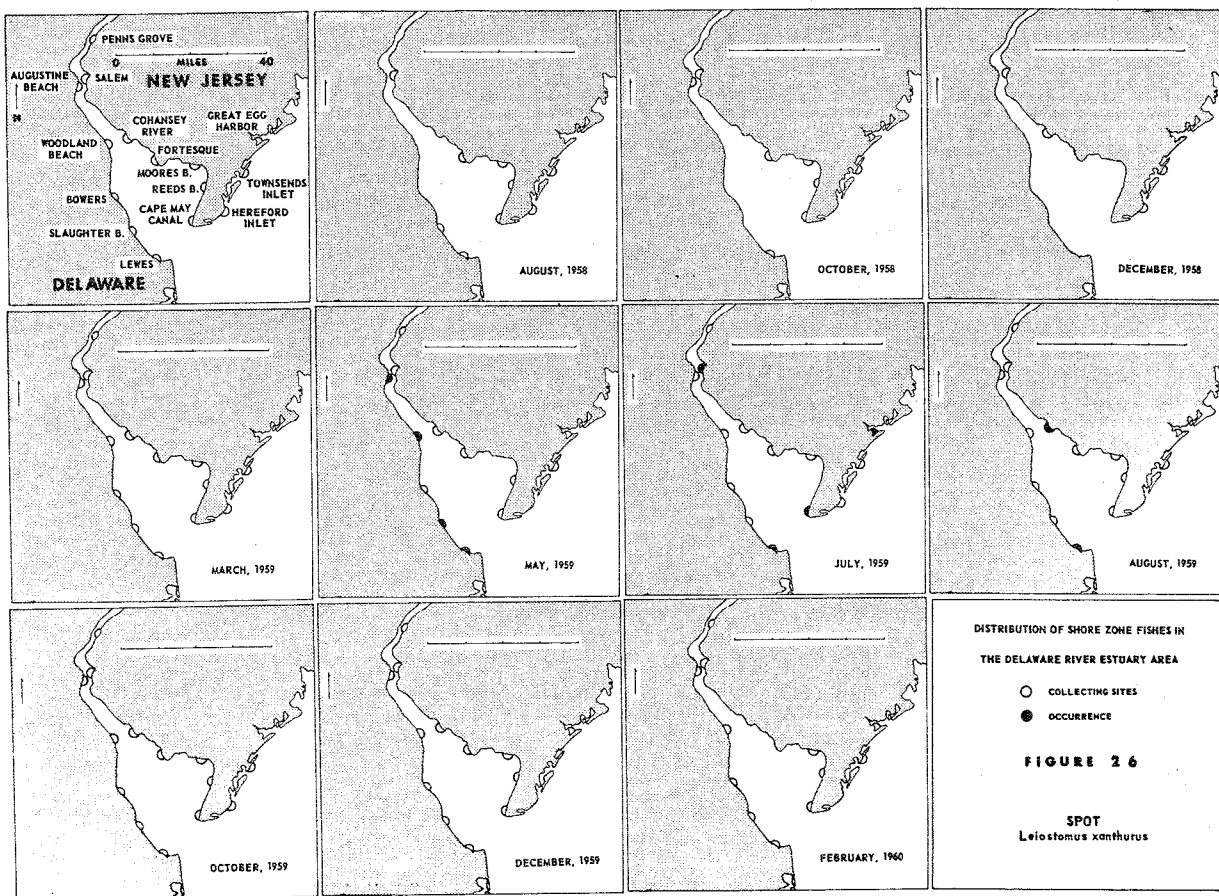 PENNS GROVE
0 MILES 40
AUGUSTINE BEACH
SALEM
NEW JERSEY
N
COHANSEY RIVER
GREAT EGG HARBOR
WOODLAND BEACH
FORTESQUE
MOORES B.
REEDS B.
TOWNSENDS INLET
BOWERS
CAPE MAY CANAL
HEREFORD INLET
SLAUGHTER B.
LEWES
DELAWARE
AUGUST, 1958
OCTOBER, 1958
DECEMBER, 1958
MARCH, 1959
MAY, 1959
JULY, 1959
AUGUST, 1959
OCTOBER, 1959
DECEMBER, 1959
FEBRUARY, 1960
DISTRIBUTION OF SHORE ZONE FISHES IN
THE DELAWARE RIVER ESTUARY AREA
COLLECTING SITES
OCCURRENCE
FIGURE 26
SPOT
Leiostomus xanthurus